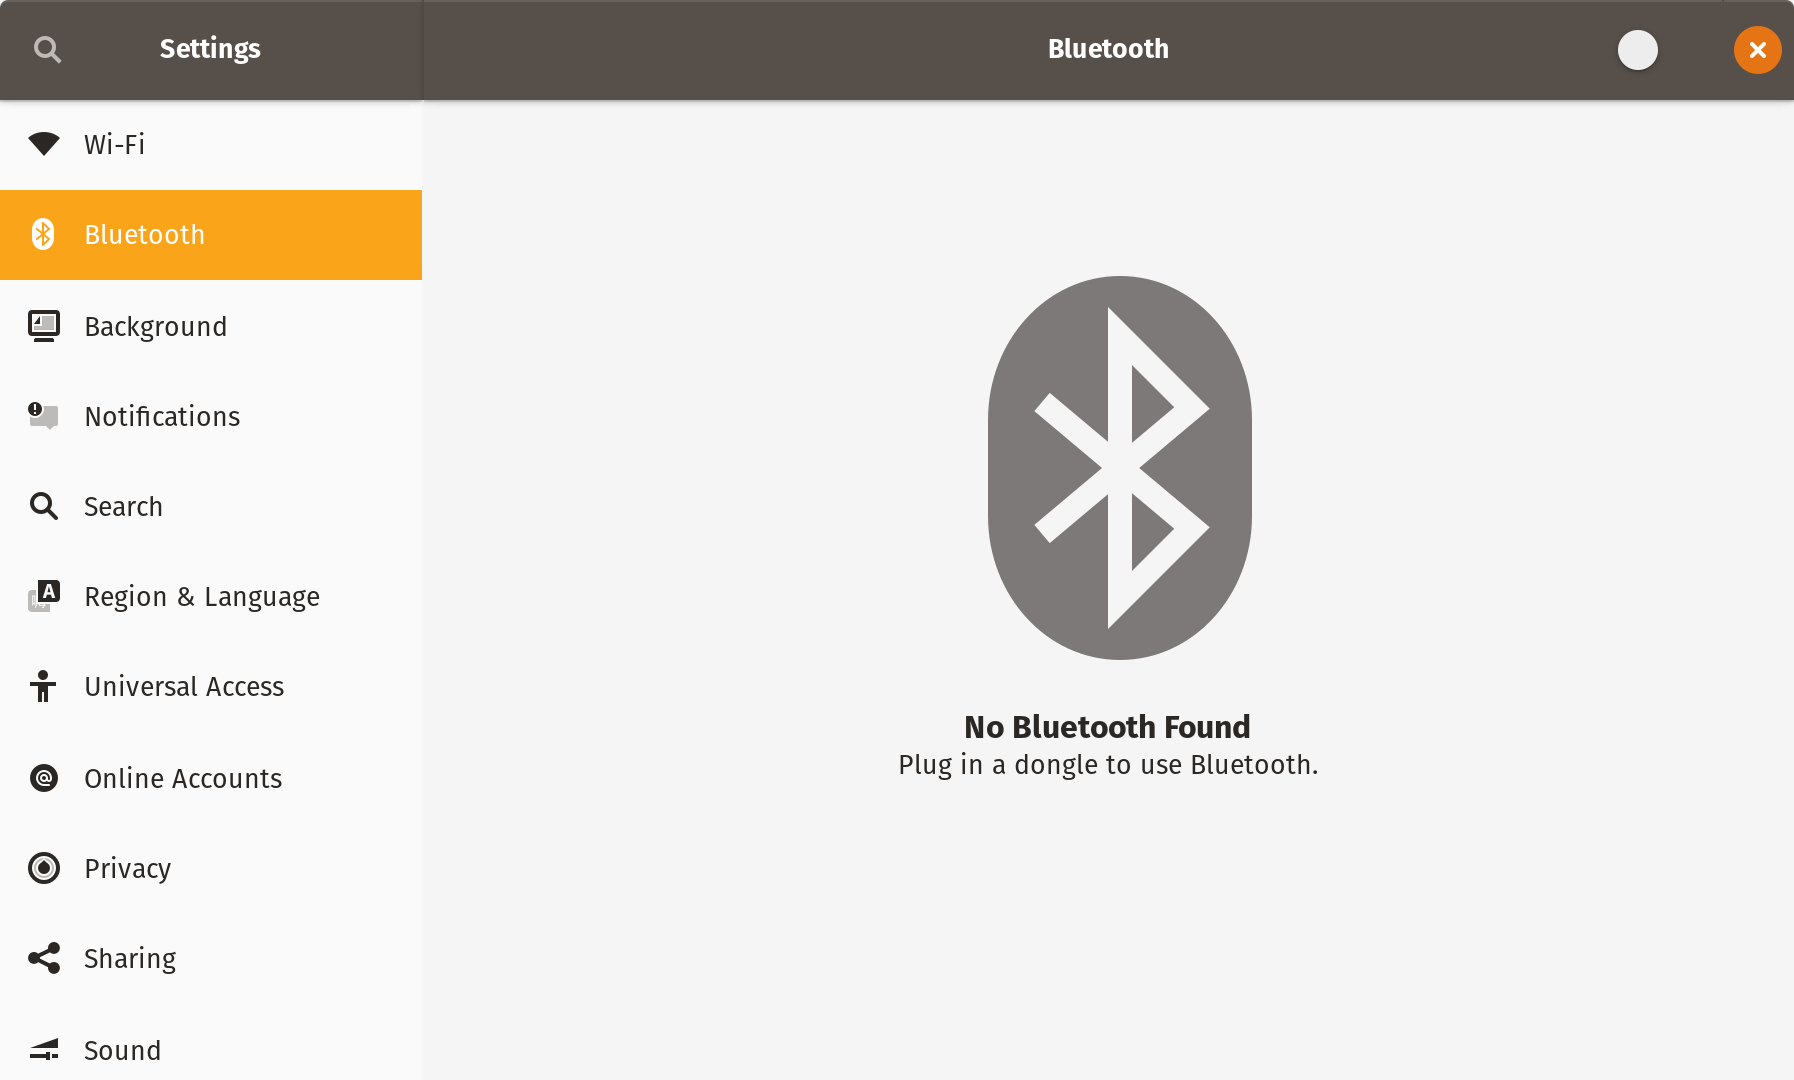 Settings
Bluetooth
Wi-Fi
Bluetooth
Background
Notifications
Search
Region & Language
Universal Access
Online Accounts
Privacy
Sharing
Sound
No Bluetooth Found
Plug in a dongle to use Bluetooth.